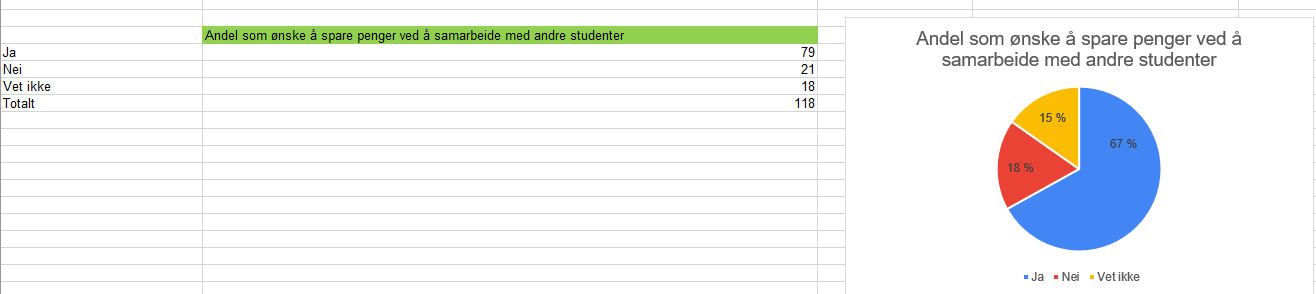 Andel som ønske å spare penger ved å samarbeide med andre studenter
Ja 79
Nei 21
Vet ikke 18
Totalt 118
Andel som ønske å spare penger ved å
samarbeide med andre studenter
15 %
67 %
18 %
Ja Nei Vet ikke